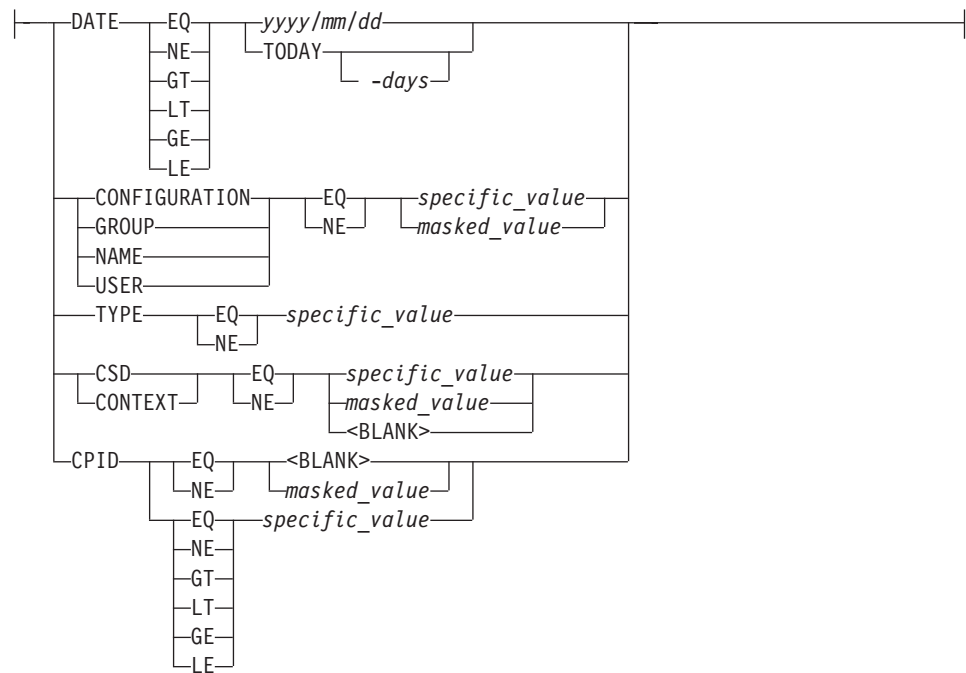 DATE EQ yyyy/mm/dd
NE TODAY
GT -days
LT
GE
LE
CONFIGURATION EQ specific_value
GROUP NE masked_value
NAME
USER
TYPE EQ specific_value
NE
CSD EQ specific_value
CONTEXT NE masked_value
<BLANK>
CPID EQ <BLANK>
NE masked_value
EQ specific_value
NE
GT
LT
GE
LE